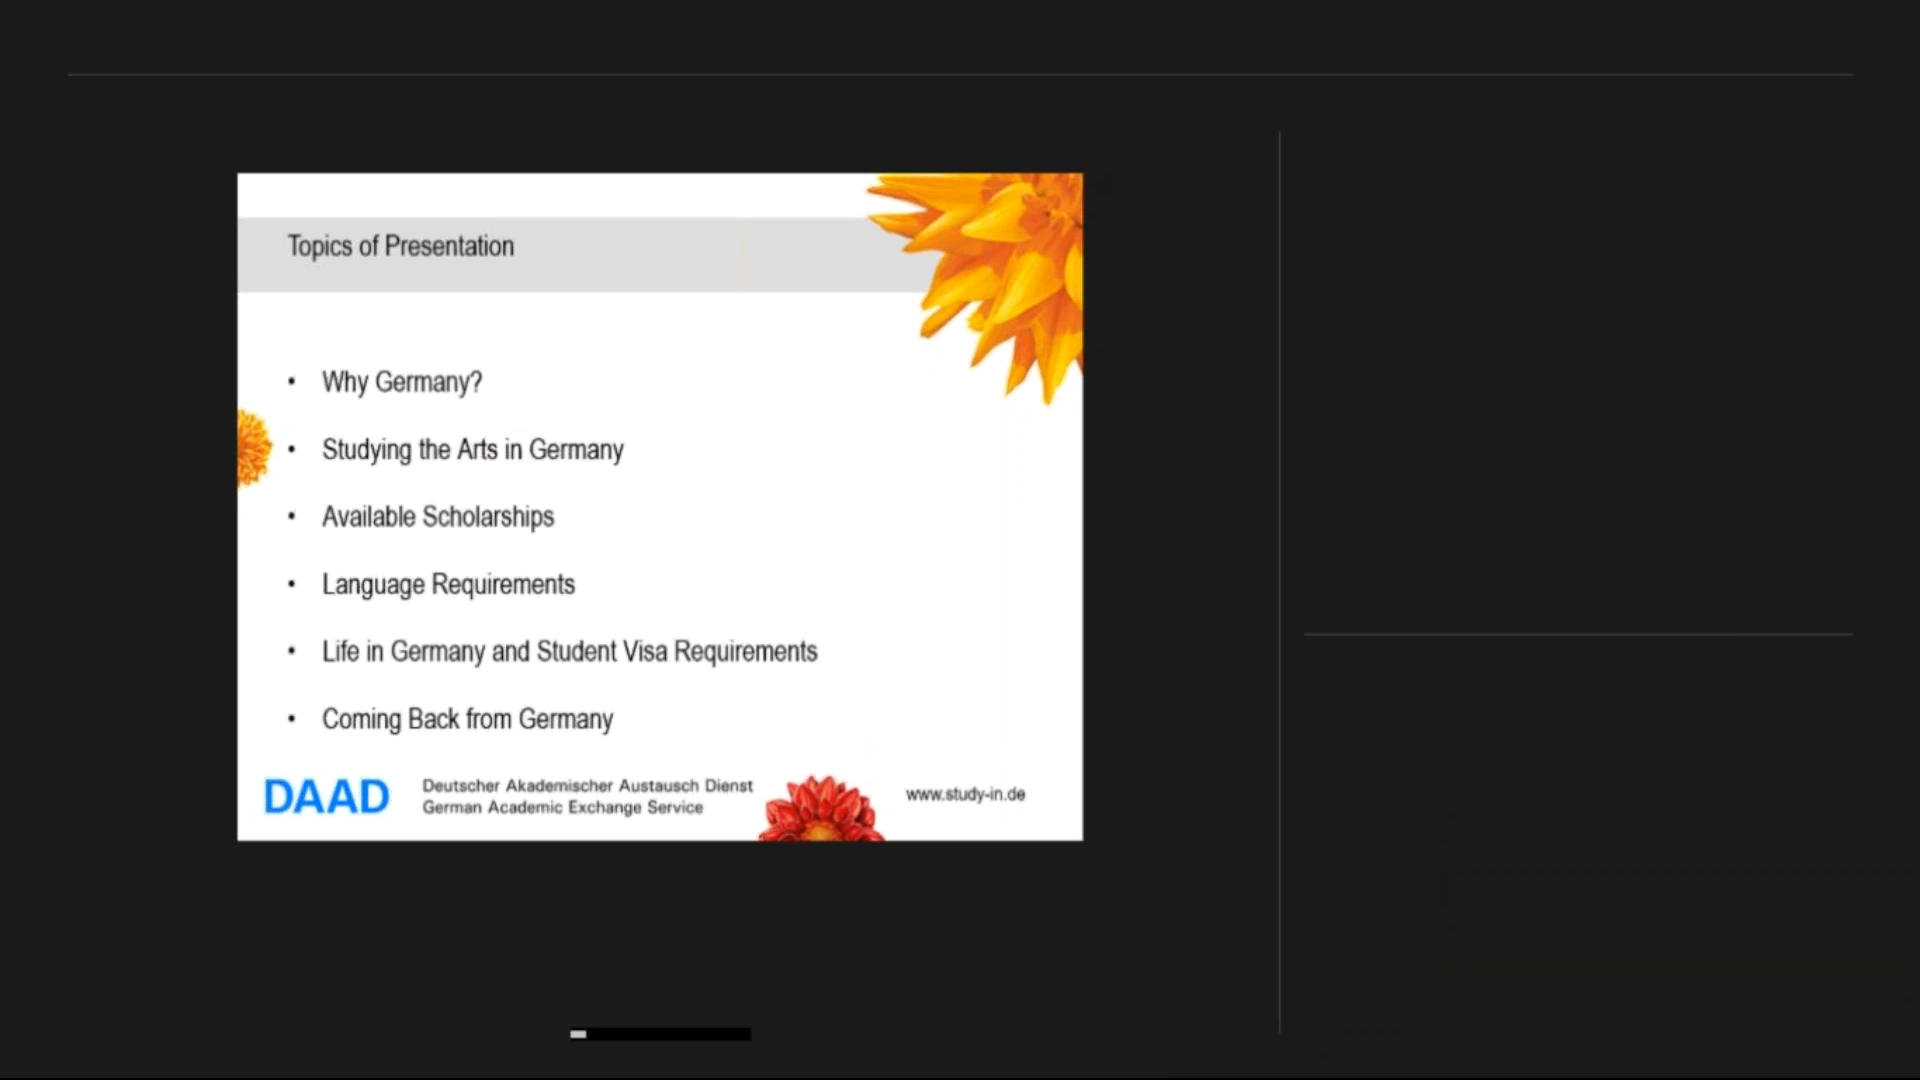 Topics of Presentation
• Why Germany?
• Studying the Arts in Germany
• Available Scholarships
• Language Requirements
• Life in Germany and Student Visa Requirements
• Coming Back from Germany
DAAD
Deutscher Akademischer Austausch Dienst
German Academic Exchange Service
www.study-in.de